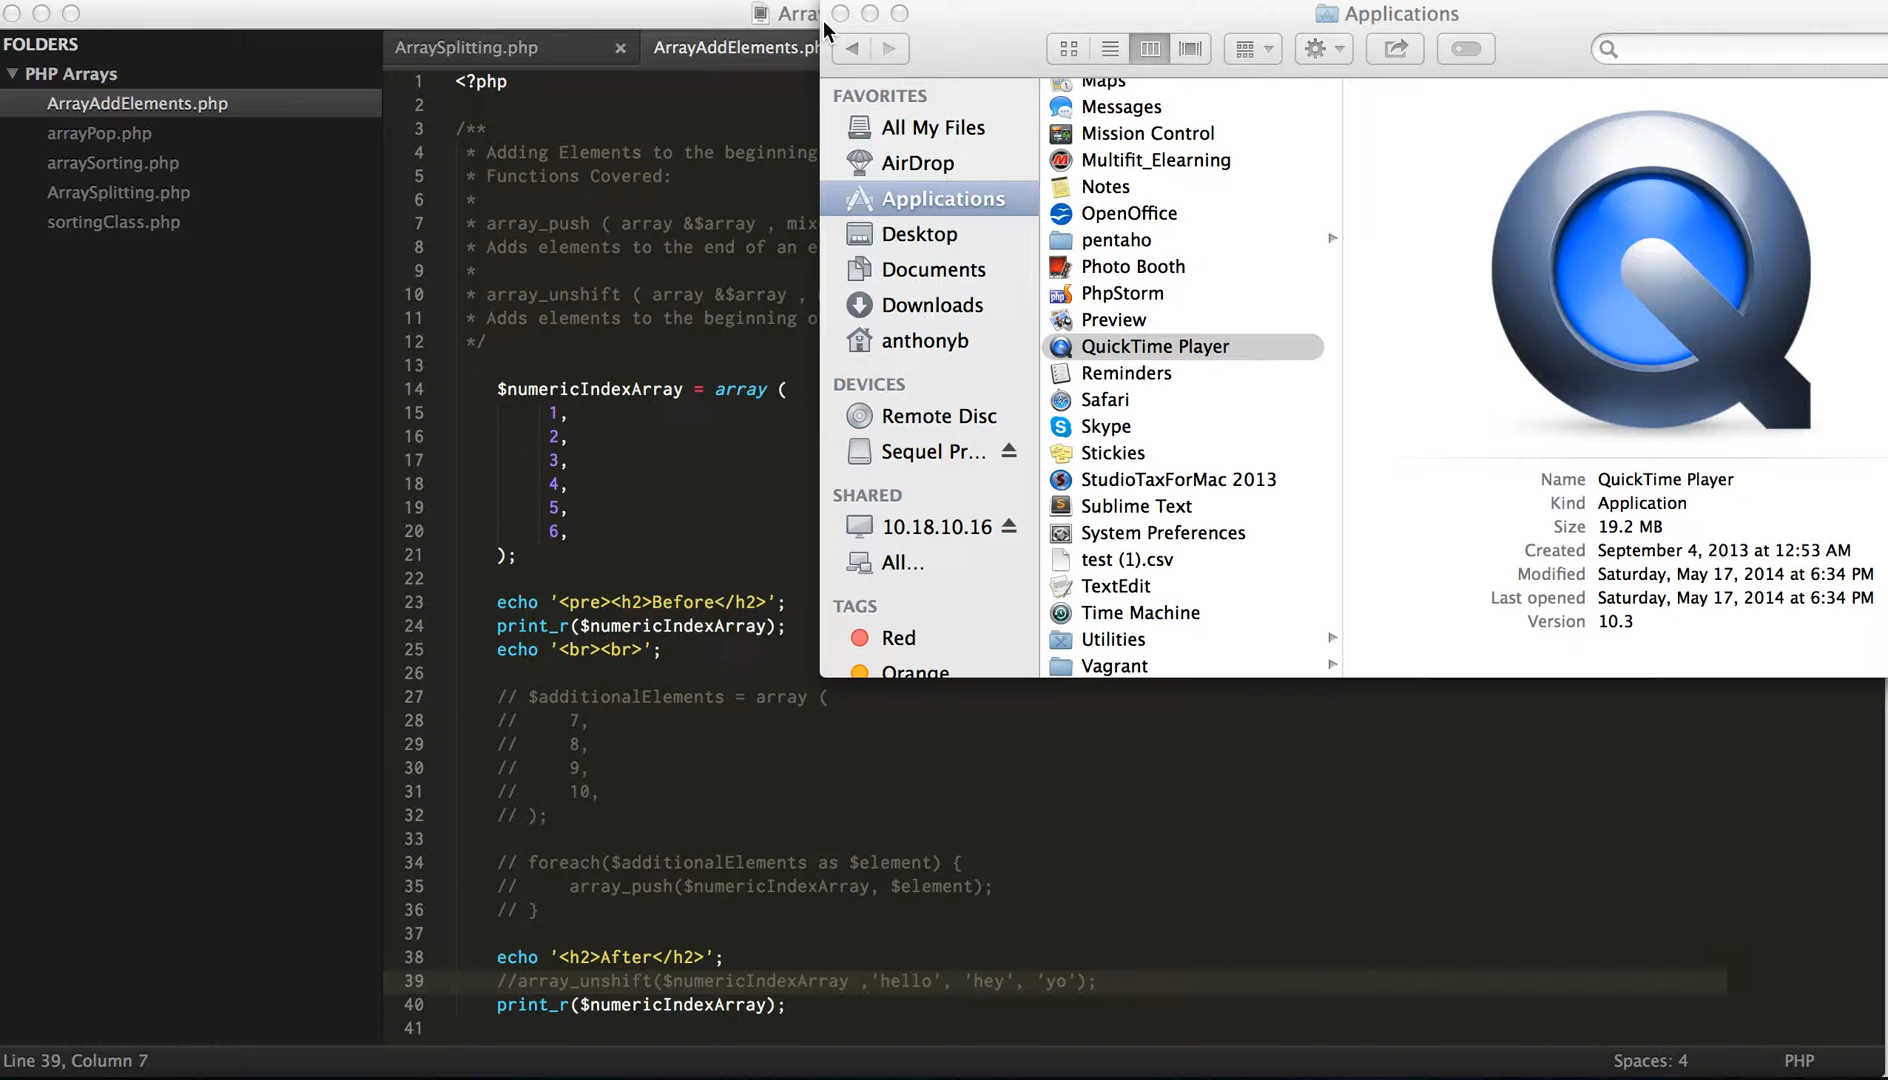 Arra
FOLDERS
PHP Arrays
ArrayAddElements.php
arrayPop.php
arraySorting.php
ArraySplitting.php
sortingClass.php
ArraySplitting.php ×
ArrayAddElements.ph
1 <?php
2
3 /**
4 * Adding Elements to the beginning
5 * Functions Covered:
6 *
7 * array_push ( array &$array , mix
8 * Adds elements to the end of an e
9 *
10 * array_unshift ( array &$array ,
11 * Adds elements to the beginning o
12 */
13
14 $numericIndexArray = array (
15 1,
16 2,
17 3,
18 4,
19 5,
20 6,
21 );
22
23 echo '<pre><h2>Before</h2>';
24 print_r($numericIndexArray);
25 echo '<br><br>';
26
27 // $additionalElements = array (
28 // 7,
29 // 8,
30 // 9,
31 // 10,
32 // );
33
34 // foreach($additionalElements as $element) {
35 // array_push($numericIndexArray, $element);
36 // }
37
38 echo '<h2>After</h2>';
39 //array_unshift($numericIndexArray ,'hello', 'hey', 'yo');
40 print_r($numericIndexArray);
41
Line 39, Column 7
Spaces: 4
PHP
Applications
FAVORITES
All My Files
AirDrop
Applications
Desktop
Documents
Downloads
anthonyb
DEVICES
Remote Disc
Sequel Pr...
SHARED
10.18.10.16
All...
TAGS
Red
Orange
Maps
Messages
Mission Control
Multifit_Elearning
Notes
OpenOffice
pentaho
Photo Booth
PhpStorm
Preview
QuickTime Player
Reminders
Safari
Skype
Stickies
StudioTaxForMac 2013
Sublime Text
System Preferences
test (1).csv
TextEdit
Time Machine
Utilities
Vagrant
Name QuickTime Player
Kind Application
Size 19.2 MB
Created September 4, 2013 at 12:53 AM
Modified Saturday, May 17, 2014 at 6:34 PM
Last opened Saturday, May 17, 2014 at 6:34 PM
Version 10.3